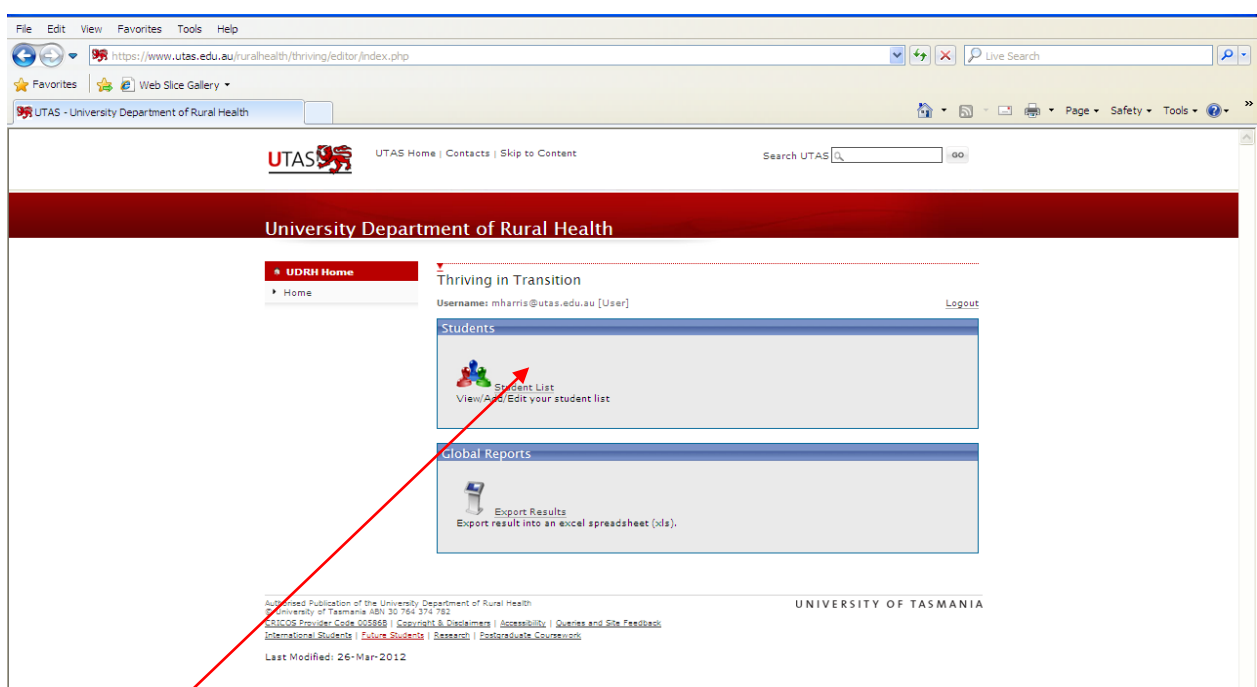 File Edit View Favorites Tools Help
https://www.utas.edu.au/ruralhealth/thriving/editor/index.php
Live Search
Favorites Web Slice Gallery
UTAS - University Department of Rural Health
Page Safety Tools
UTAS
UTAS Home | Contacts | Skip to Content
Search UTAS
GO
University Department of Rural Health
UDRH Home
Home
Thriving in Transition
Username: mharris@utas.edu.au [User]
Logout
Students
Student List
View/Add/Edit your student list
Global Reports
Export Results
Export result into an excel spreadsheet (xls).
Authorised Publication of the University Department of Rural Health
© University of Tasmania ABN 30 764 374 782
CRICOS Provider Code 00586B | Copyright & Disclaimers | Accessibility | Queries and Site Feedback
International Students | Future Students | Research | Postgraduate Coursework
UNIVERSITY OF TASMANIA
Last Modified: 26-Mar-2012